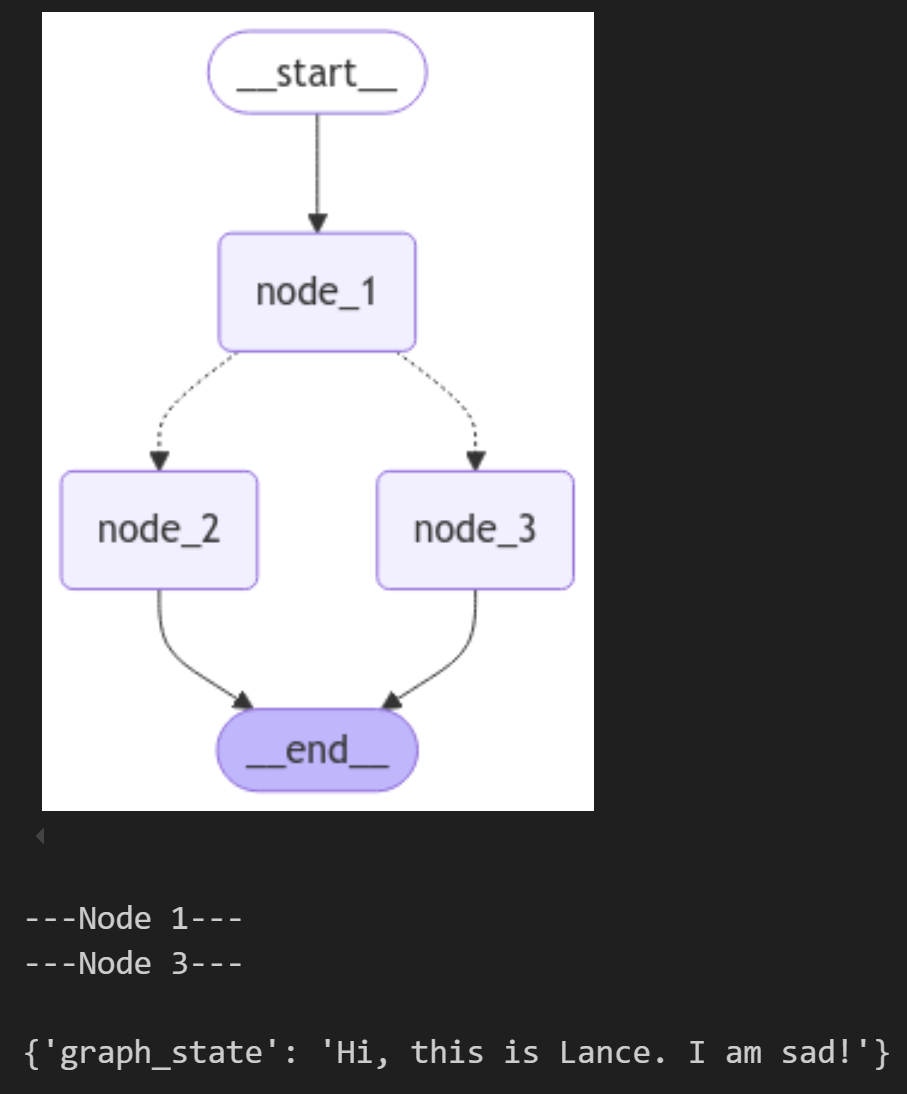 __start__
node_1
node_2
node_3
__end__
---Node 1---
---Node 3---
{'graph_state': 'Hi, this is Lance. I am sad!'}